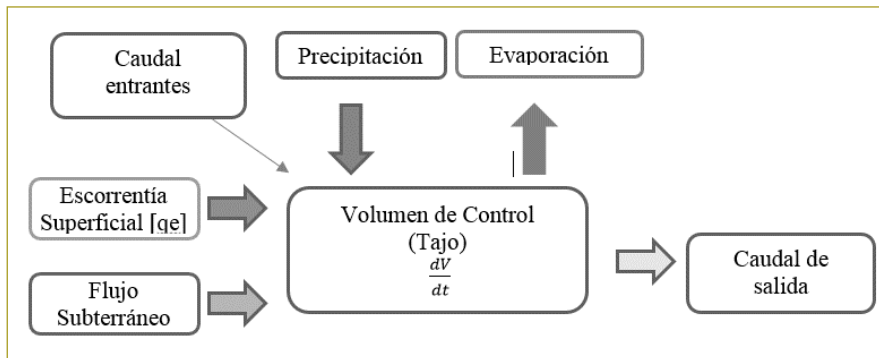 Caudal
entrantes
Precipitación
Evaporación
Escorrentía
Superficial [qe]
Flujo
Subterráneo
Volumen de Control
(Tajo)
dV
dt
Caudal de
salida